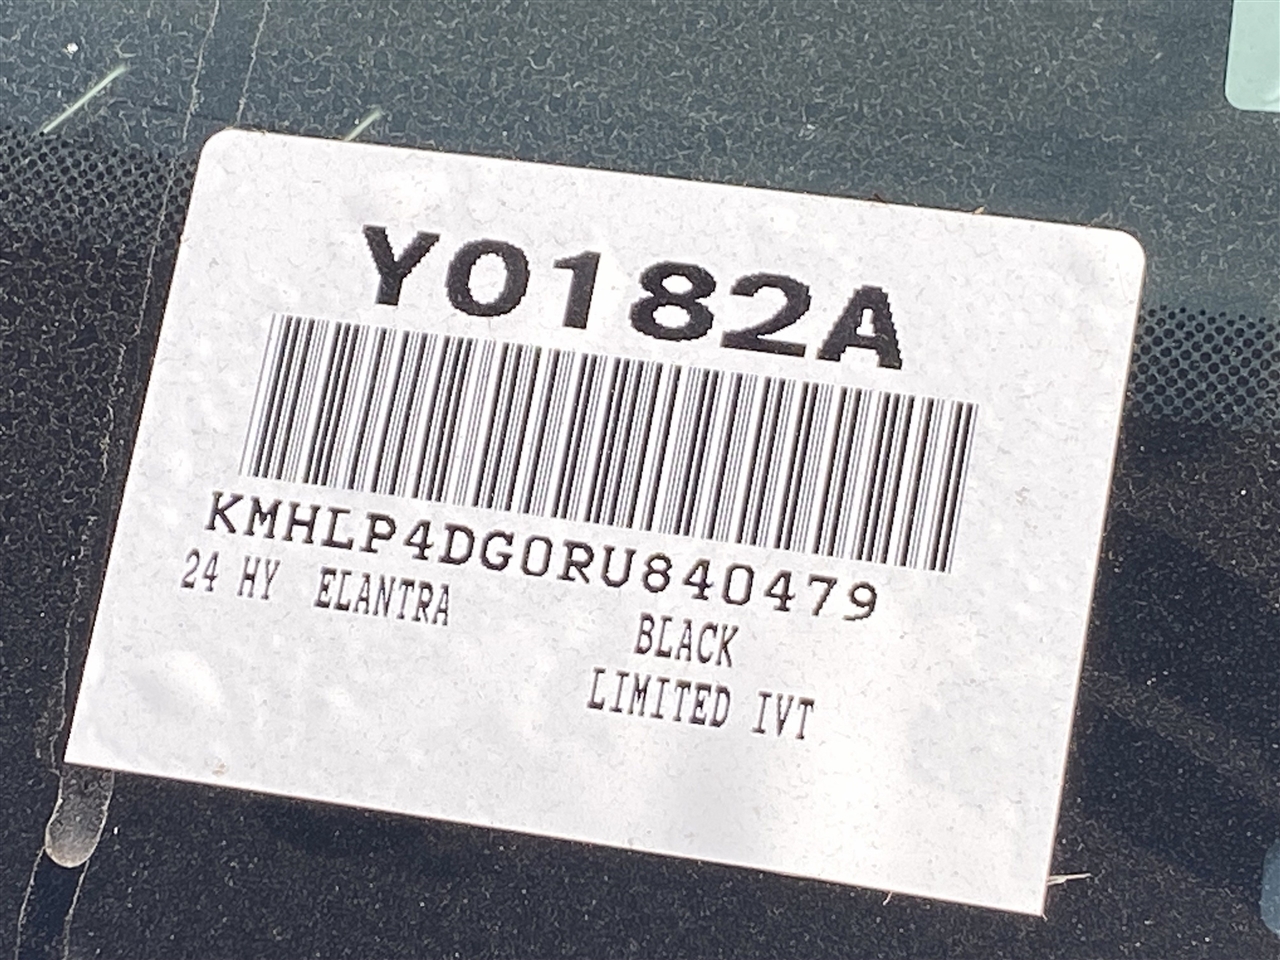 Y0182A
KMHLP4DG0RU840479
24 HY ELANTRA
BLACK
LIMITED IVT